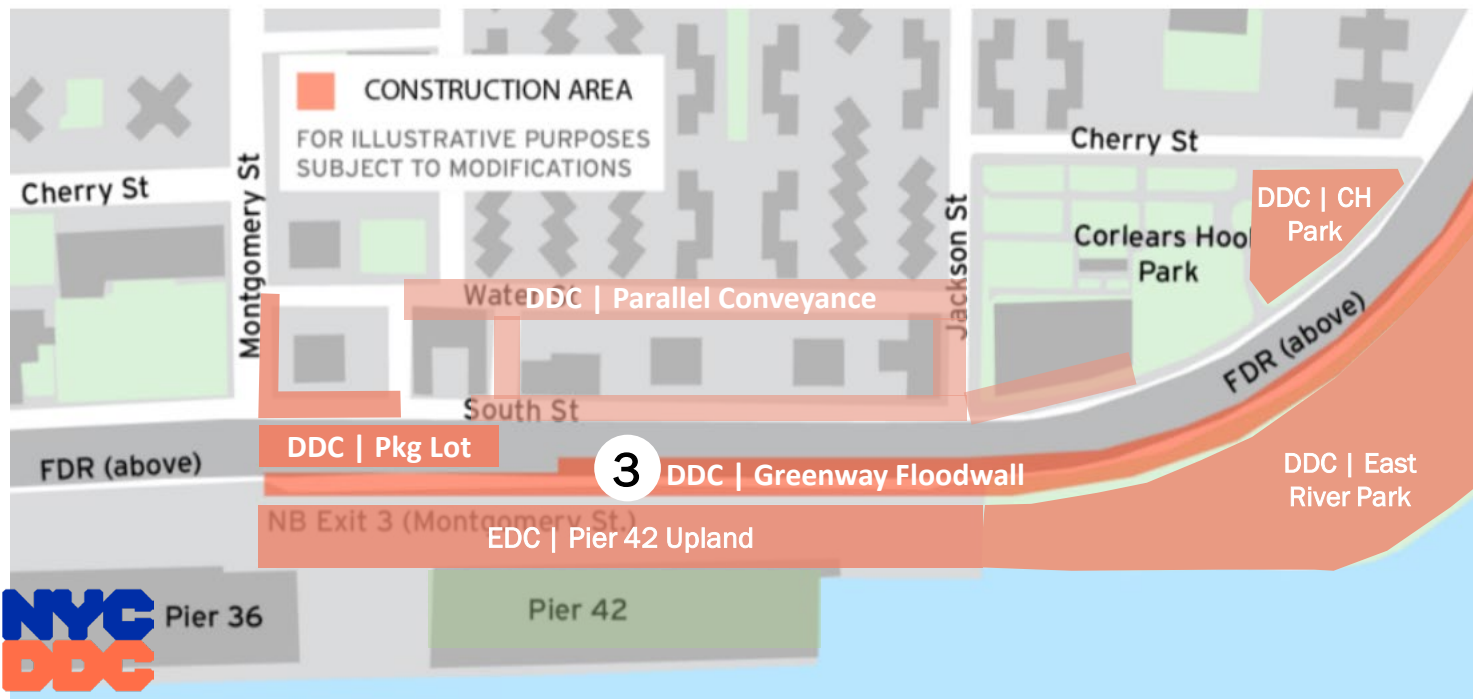 CONSTRUCTION AREA
FOR ILLUSTRATIVE PURPOSES
SUBJECT TO MODIFICATIONS
Cherry St
Cherry St
Montgomery St
Jackson St
DDC | CH
Park
Corlears Hoo
Park
Wate
DDC | Parallel Conveyance
South St
FDR (above)
DDC | Pkg Lot
FDR (above)
3
DDC | Greenway Floodwall
DDC | East
River Park
NB Exit 3 (Montgomery St.)
EDC | Pier 42 Upland
Pier 36
Pier 42
NYC
DDC